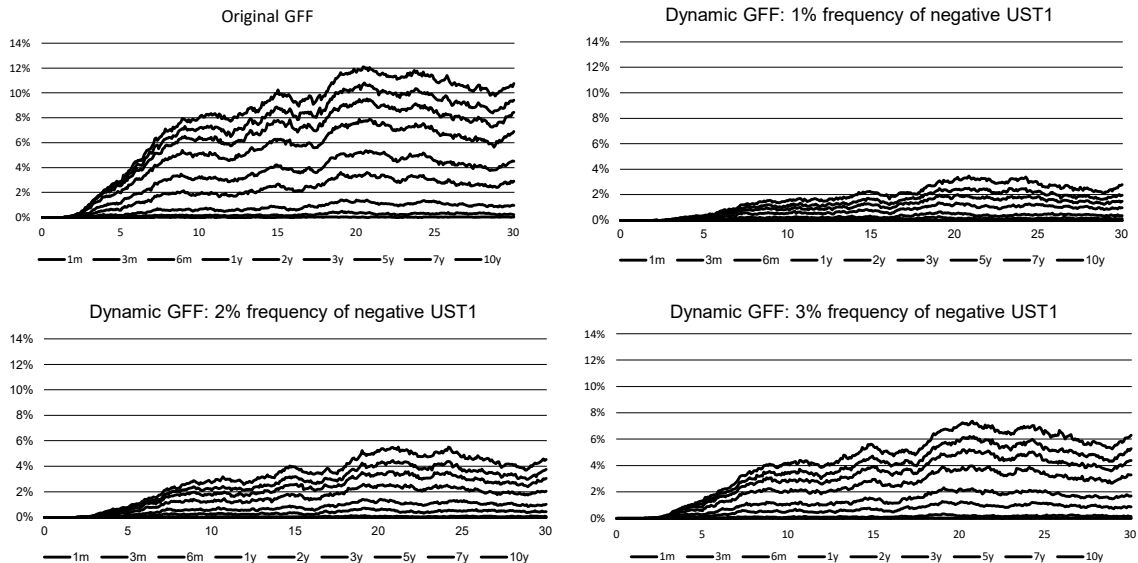 Original GFF
14%
12%
10%
8%
6%
4%
2%
0%
0 5 10 15 20 25 30
1m 3m 6m 1y 2y 3y 5y 7y 10y
Dynamic GFF: 1% frequency of negative UST1
14%
12%
10%
8%
6%
4%
2%
0%
0 5 10 15 20 25 30
1m 3m 6m 1y 2y 3y 5y 7y 10y
Dynamic GFF: 2% frequency of negative UST1
14%
12%
10%
8%
6%
4%
2%
0%
0 5 10 15 20 25 30
1m 3m 6m 1y 2y 3y 5y 7y 10y
Dynamic GFF: 3% frequency of negative UST1
14%
12%
10%
8%
6%
4%
2%
0%
0 5 10 15 20 25 30
1m 3m 6m 1y 2y 3y 5y 7y 10y